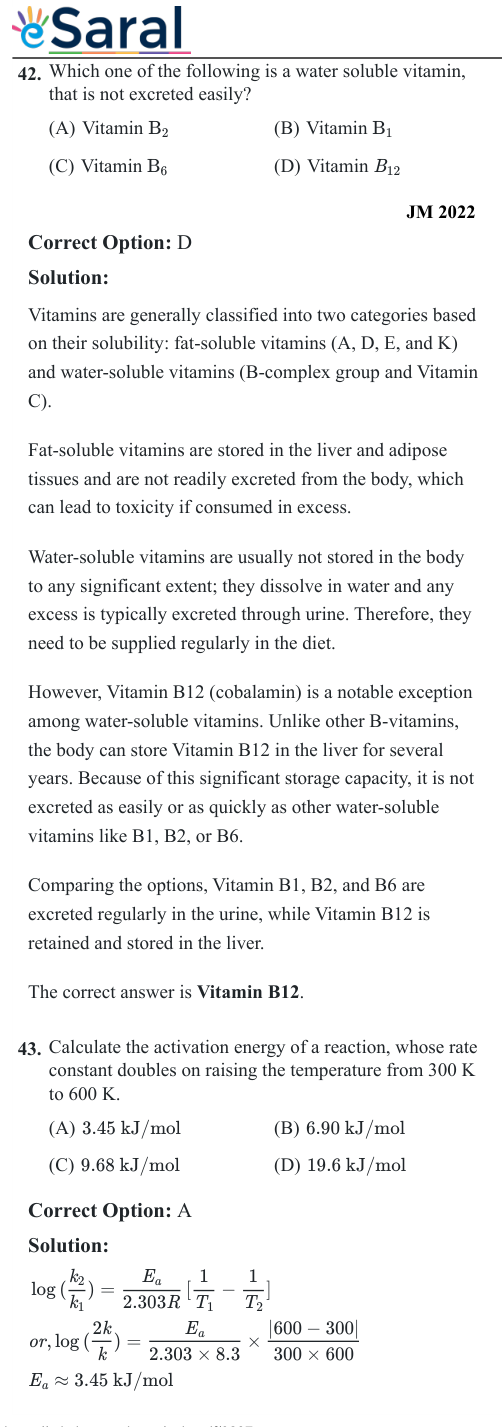 eSaral
42. Which one of the following is a water soluble vitamin,
that is not excreted easily?
(A) Vitamin B₂ (B) Vitamin B₁
(C) Vitamin B₆ (D) Vitamin B₁₂
JM 2022
Correct Option: D
Solution:
Vitamins are generally classified into two categories based
on their solubility: fat-soluble vitamins (A, D, E, and K)
and water-soluble vitamins (B-complex group and Vitamin
C).
Fat-soluble vitamins are stored in the liver and adipose
tissues and are not readily excreted from the body, which
can lead to toxicity if consumed in excess.
Water-soluble vitamins are usually not stored in the body
to any significant extent; they dissolve in water and any
excess is typically excreted through urine. Therefore, they
need to be supplied regularly in the diet.
However, Vitamin B12 (cobalamin) is a notable exception
among water-soluble vitamins. Unlike other B-vitamins,
the body can store Vitamin B12 in the liver for several
years. Because of this significant storage capacity, it is not
excreted as easily or as quickly as other water-soluble
vitamins like B1, B2, or B6.
Comparing the options, Vitamin B1, B2, and B6 are
excreted regularly in the urine, while Vitamin B12 is
retained and stored in the liver.
The correct answer is Vitamin B12.
43. Calculate the activation energy of a reaction, whose rate
constant doubles on raising the temperature from 300 K
to 600 K.
(A) 3.45 kJ/mol (B) 6.90 kJ/mol
(C) 9.68 kJ/mol (D) 19.6 kJ/mol
Correct Option: A
Solution:
log (k₂/k₁) = Eₐ/2.303R [1/T₁ − 1/T₂]
or, log (2k/k) = Eₐ/2.303 × 8.3 × |600 − 300|/300 × 600
Eₐ ≈ 3.45 kJ/mol